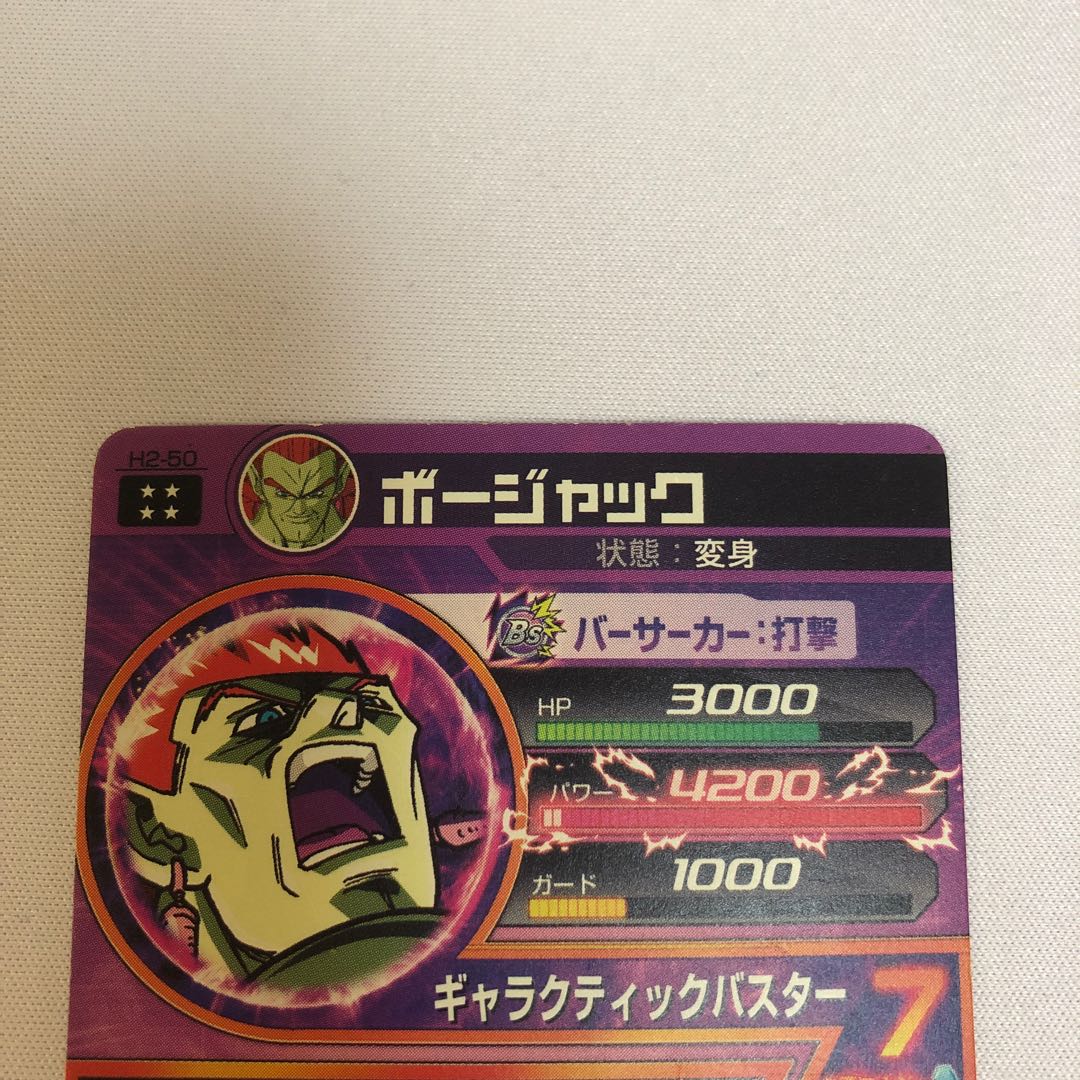 H2-50
ボージャック
状態：変身
Bs バーサーカー：打撃
HP 3000
パワー 4200
ガード 1000
ギャラクティックバスター 7